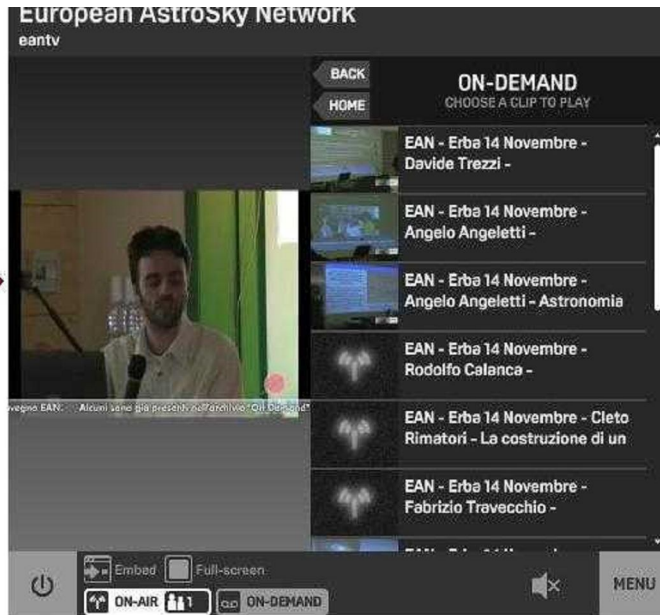 European AstroSky Network
eantv
BACK
HOME
ON-DEMAND
CHOOSE A CLIP TO PLAY
EAN - Erba 14 Novembre -
Davide Trezzi -
EAN - Erba 14 Novembre -
Angelo Angeletti -
EAN - Erba 14 Novembre -
Angelo Angeletti - Astronomia
EAN - Erba 14 Novembre -
Rodolfo Calanca -
EAN - Erba 14 Novembre - Cleto
Rimatori - La costruzione di un
EAN - Erba 14 Novembre -
Fabrizio Travecchio -
EAN: Alcuni sono già presenti nell'archivio "On Demand"
Embed
Full-screen
ON-AIR 1
ON-DEMAND
MENU